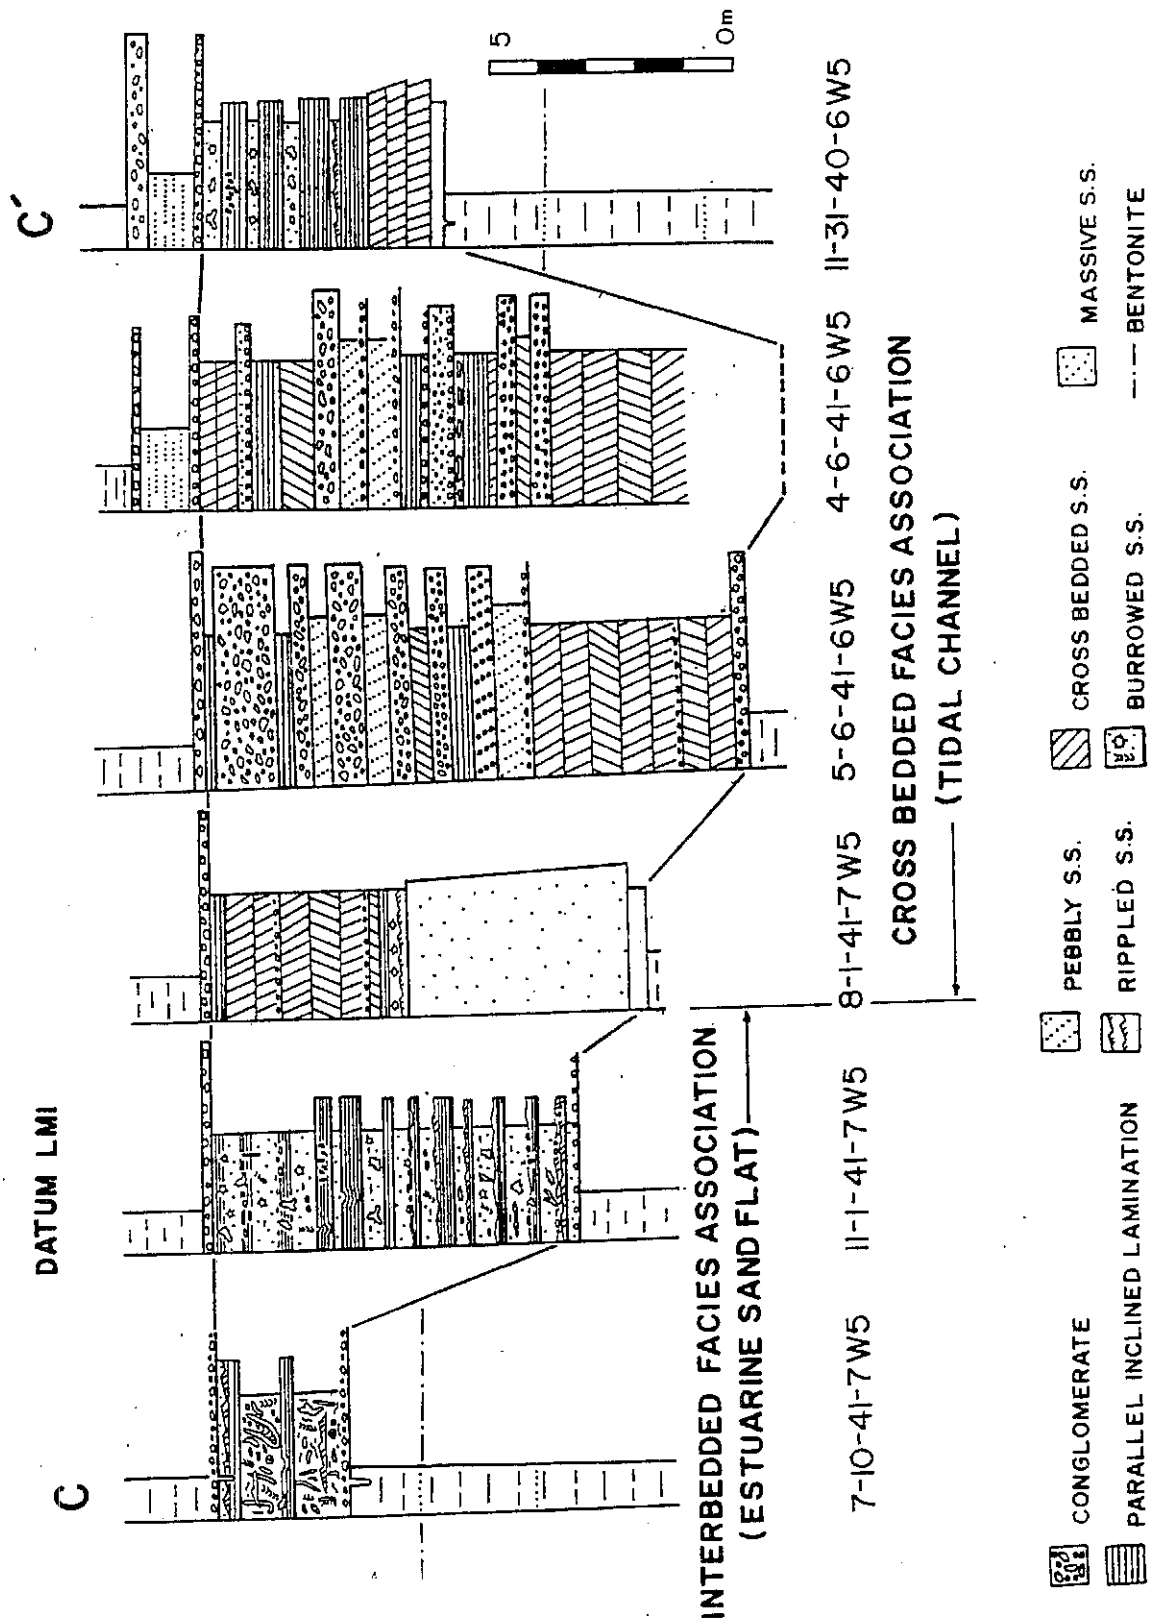 C
DATUM LMI
C′
5
0m
7-10-41-7W5
11-1-41-7W5
8-1-41-7W5
5-6-41-6W5
4-6-41-6W5
11-31-40-6W5
INTERBEDDED FACIES ASSOCIATION
(ESTUARINE SAND FLAT)
CROSS BEDDED FACIES ASSOCIATION
(TIDAL CHANNEL)
CONGLOMERATE
PEBBLY S.S.
CROSS BEDDED S.S.
MASSIVE S.S.
PARALLEL INCLINED LAMINATION
RIPPLED S.S.
BURROWED S.S.
BENTONITE